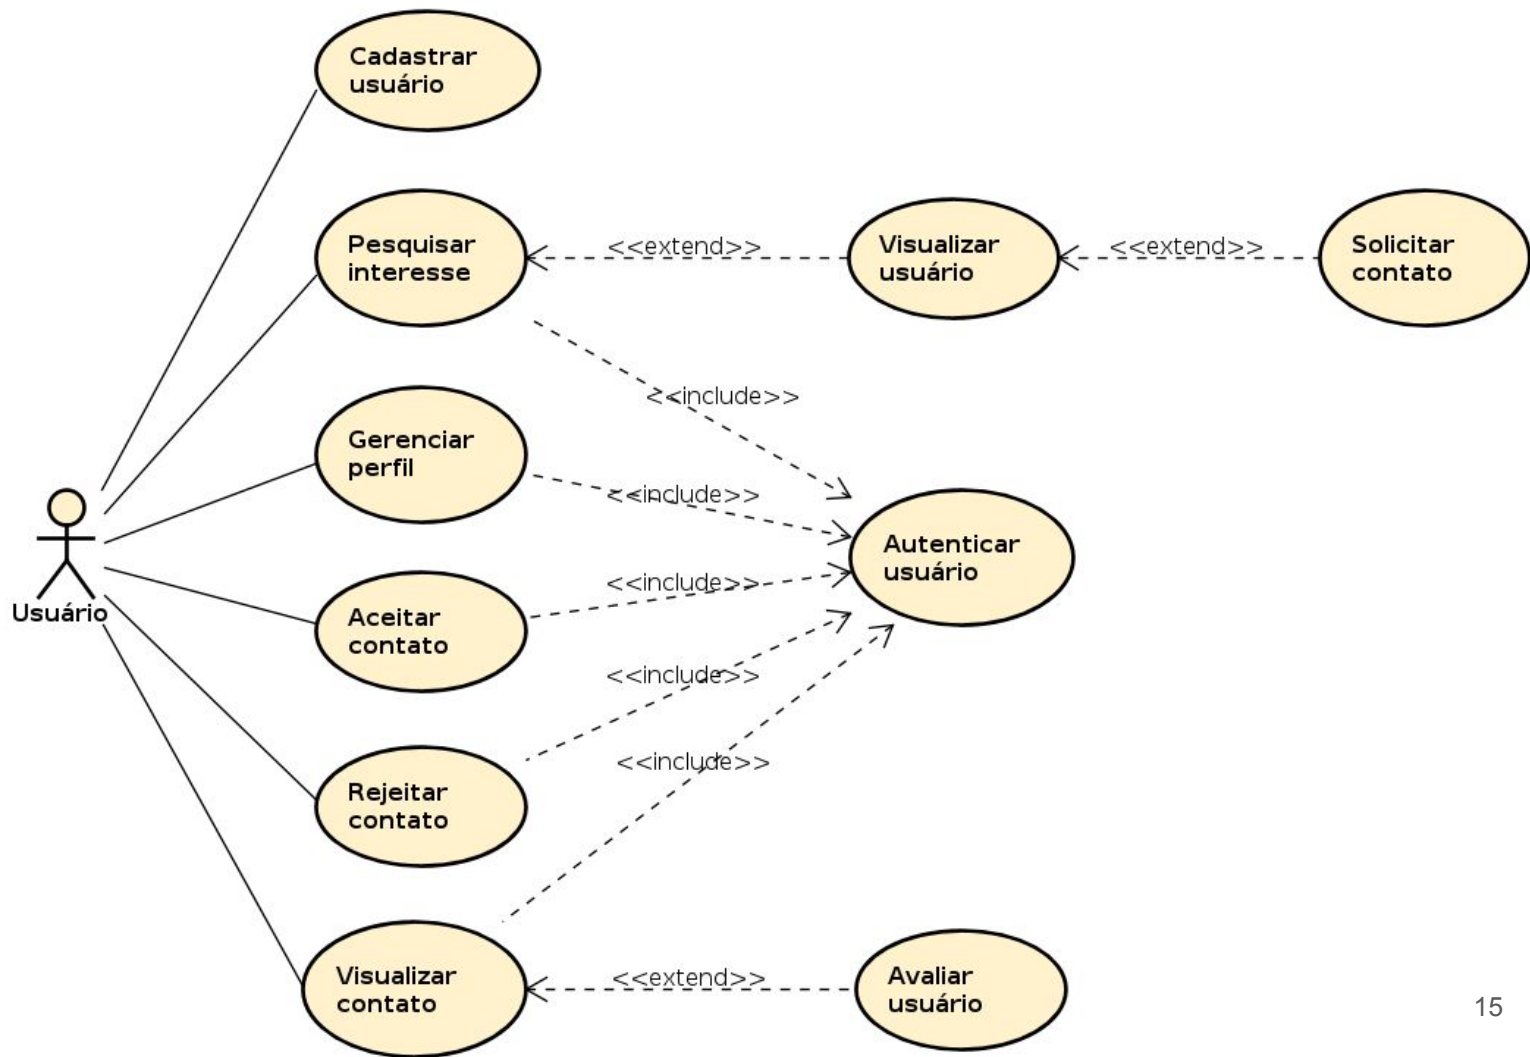 Cadastrar
usuário
Pesquisar
interesse
<<extend>>
Visualizar
usuário
<<extend>>
Solicitar
contato
<<include>>
Gerenciar
perfil
<<include>>
Autenticar
usuário
Usuário
Aceitar
contato
<<include>>
<<include>>
Rejeitar
contato
<<include>>
Visualizar
contato
<<extend>>
Avaliar
usuário
15